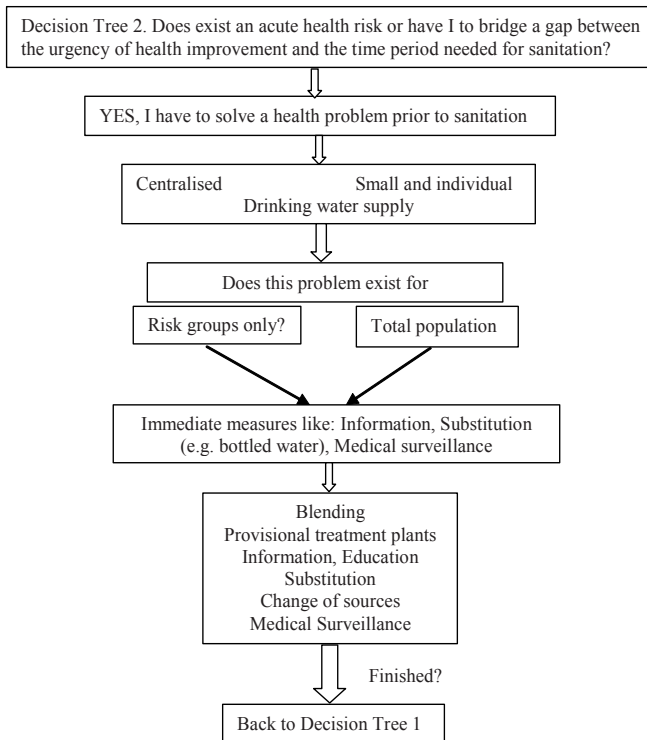 Decision Tree 2. Does exist an acute health risk or have I to bridge a gap between
the urgency of health improvement and the time period needed for sanitation?
YES, I have to solve a health problem prior to sanitation
Centralised Small and individual
Drinking water supply
Does this problem exist for
Risk groups only?
Total population
Immediate measures like: Information, Substitution
(e.g. bottled water), Medical surveillance
Blending
Provisional treatment plants
Information, Education
Substitution
Change of sources
Medical Surveillance
Finished?
Back to Decision Tree 1